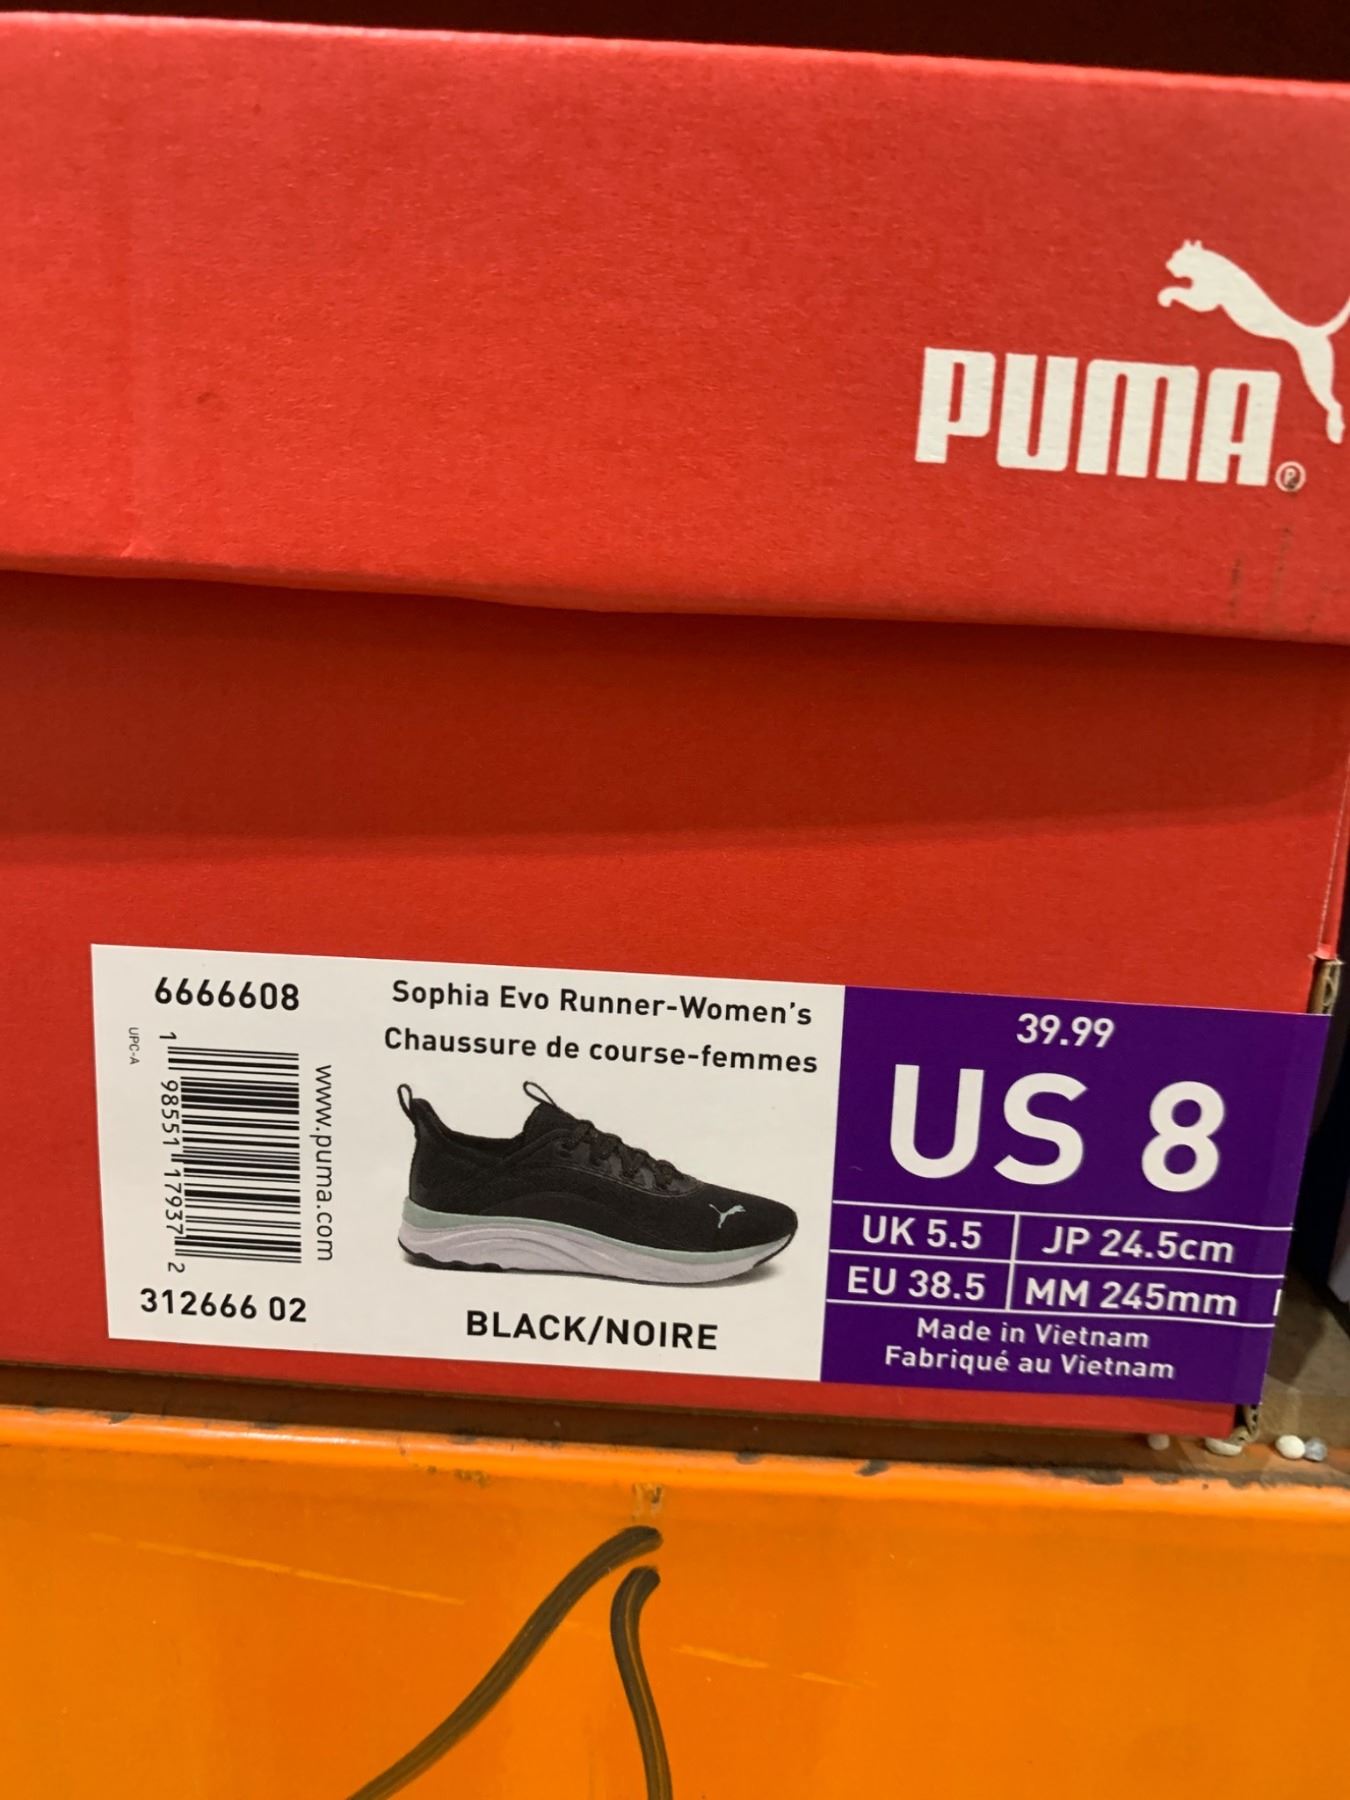 PUMA®
6666608
UPC-A
1 98551 17937 2
www.puma.com
312666 02
Sophia Evo Runner-Women's
Chaussure de course-femmes
BLACK/NOIRE
39.99
US 8
UK 5.5 JP 24.5cm
EU 38.5 MM 245mm
Made in Vietnam
Fabriqué au Vietnam